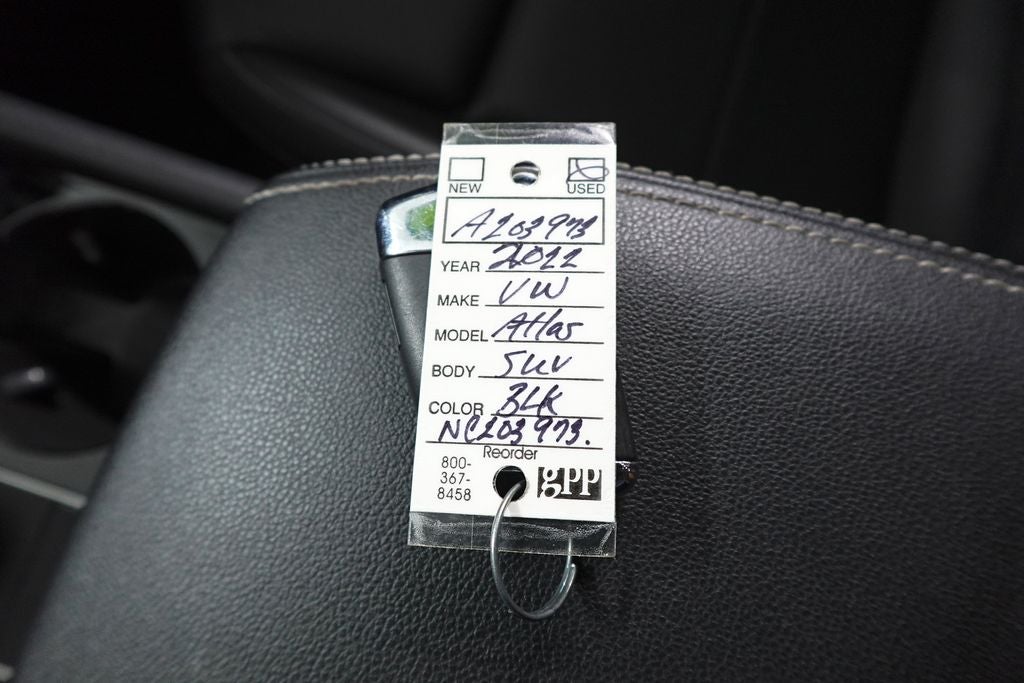 NEW USED
A203973
YEAR 2022
MAKE VW
MODEL Atlas
BODY SUV
COLOR BLK
NC203973.
Reorder
800-
367-
8458
gpp